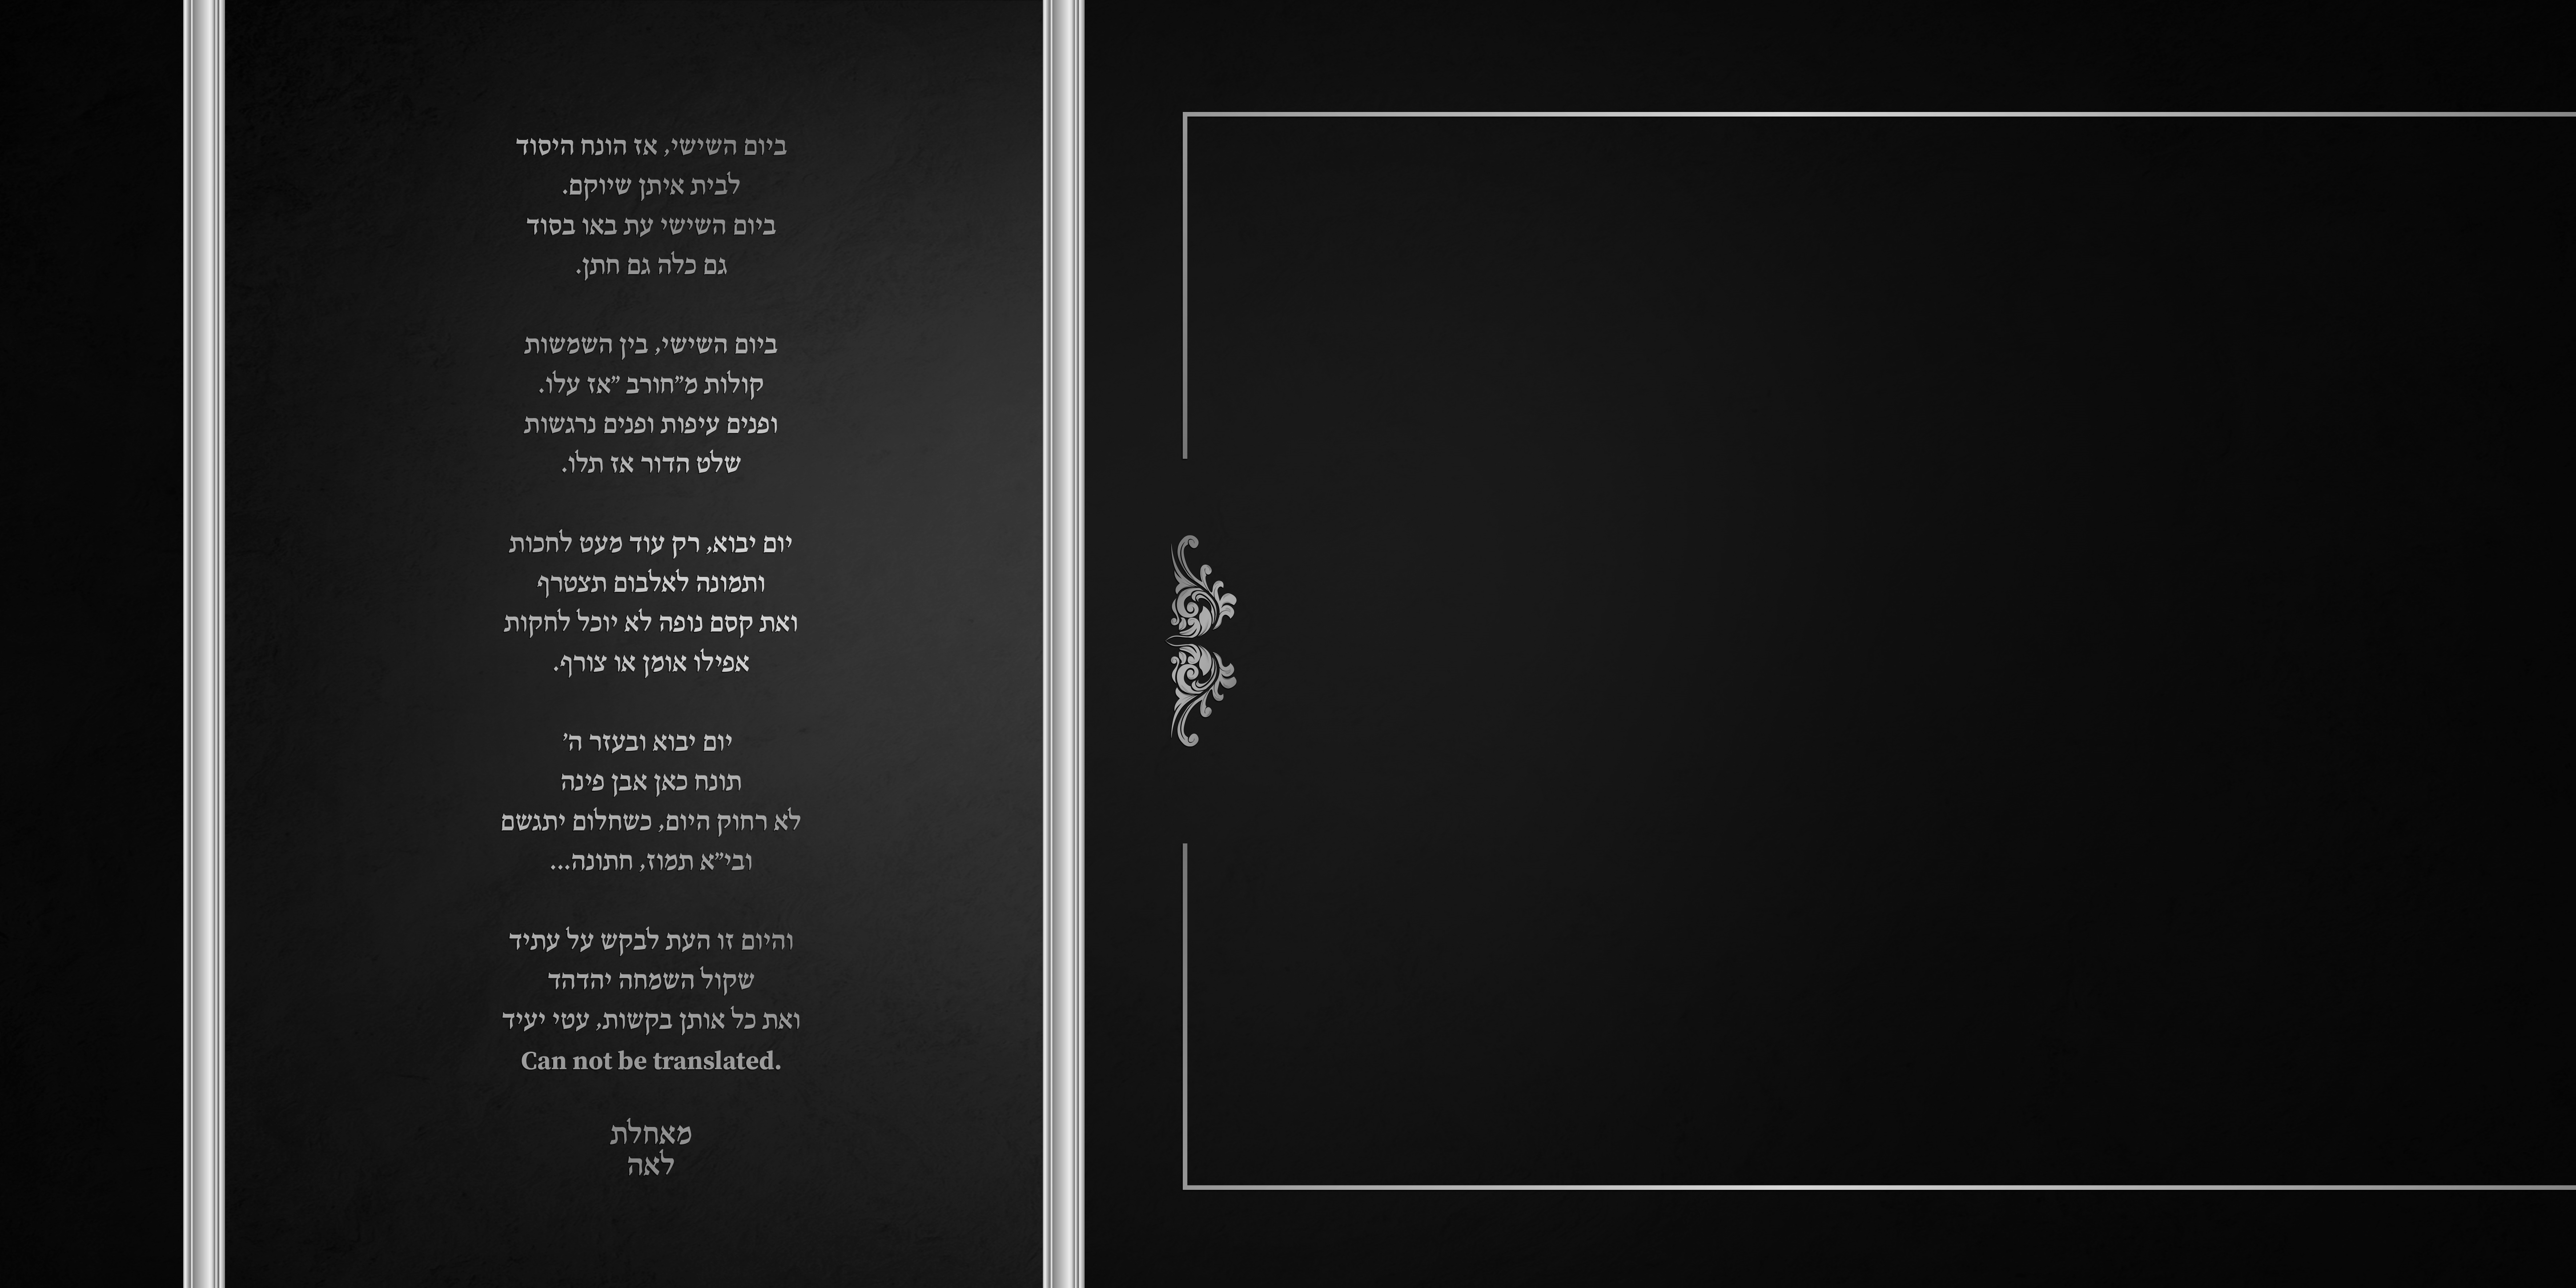 ביום השישי, אז הונח היסוד
לבית איתן שיוקם.
ביום השישי עת באו בסוד
גם כלה גם חתן.
ביום השישי, בין השמשות
קולות מ”חורב ”אז עלו.
ופנים עיפות ופנים נרגשות
שלט הדור אז תלו.
יום יבוא, רק עוד מעט לחכות
ותמונה לאלבום תצטרף
ואת קסם נופה לא יוכל לחקות
אפילו אומן או צורף.
יום יבוא ובעזר ה’
תונח כאן אבן פינה
לא רחוק היום, כשחלום יתגשם
ובי”א תמוז, חתונה...
והיום זו העת לבקש על עתיד
שקול השמחה יהדהד
ואת כל אותן בקשות, עטי יעיד
Can not be translated.
מאחלת
לאה